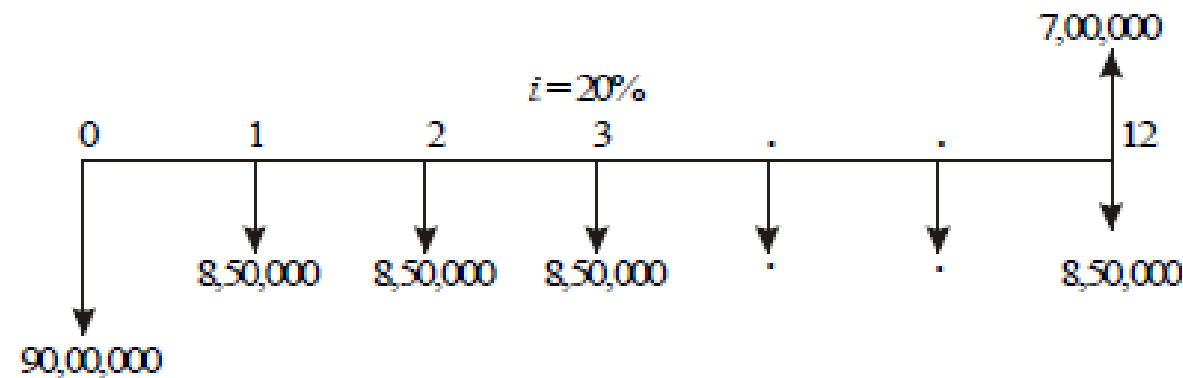 7,00,000
i = 20%
0 1 2 3 . . 12
8,50,000 8,50,000 8,50,000 . . 8,50,000
90,00,000